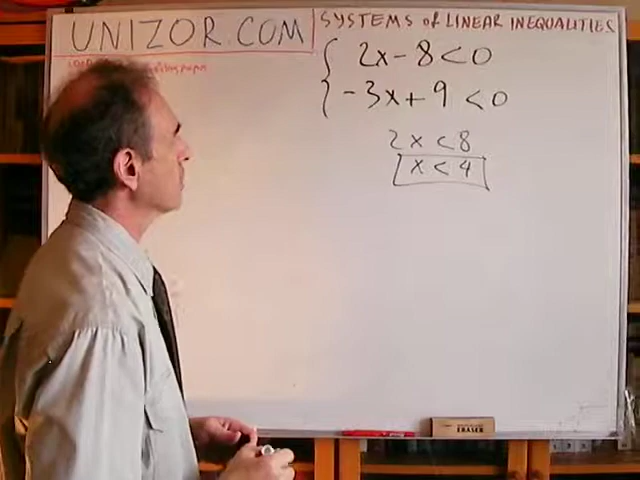 UNIZOR.COM
SYSTEMS of LINEAR INEQUALITIES
2x - 8 < 0
-3x + 9 < 0
2x < 8
x < 4
ERASER